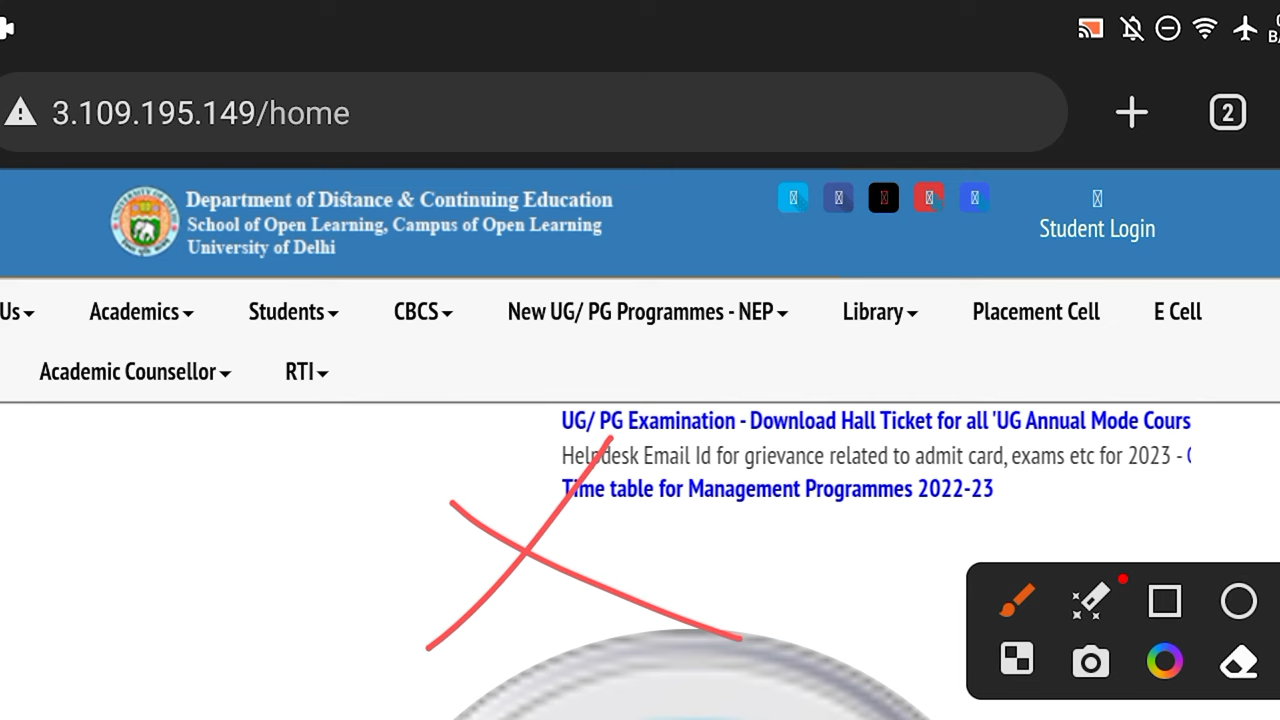 3.109.195.149/home
2
Department of Distance & Continuing Education
School of Open Learning, Campus of Open Learning
University of Delhi
Student Login
Us
Academics
Students
CBCS
New UG/ PG Programmes - NEP
Library
Placement Cell
E Cell
Academic Counsellor
RTI
UG/ PG Examination - Download Hall Ticket for all 'UG Annual Mode Cours
Helpdesk Email Id for grievance related to admit card, exams etc for 2023 -
Time table for Management Programmes 2022-23